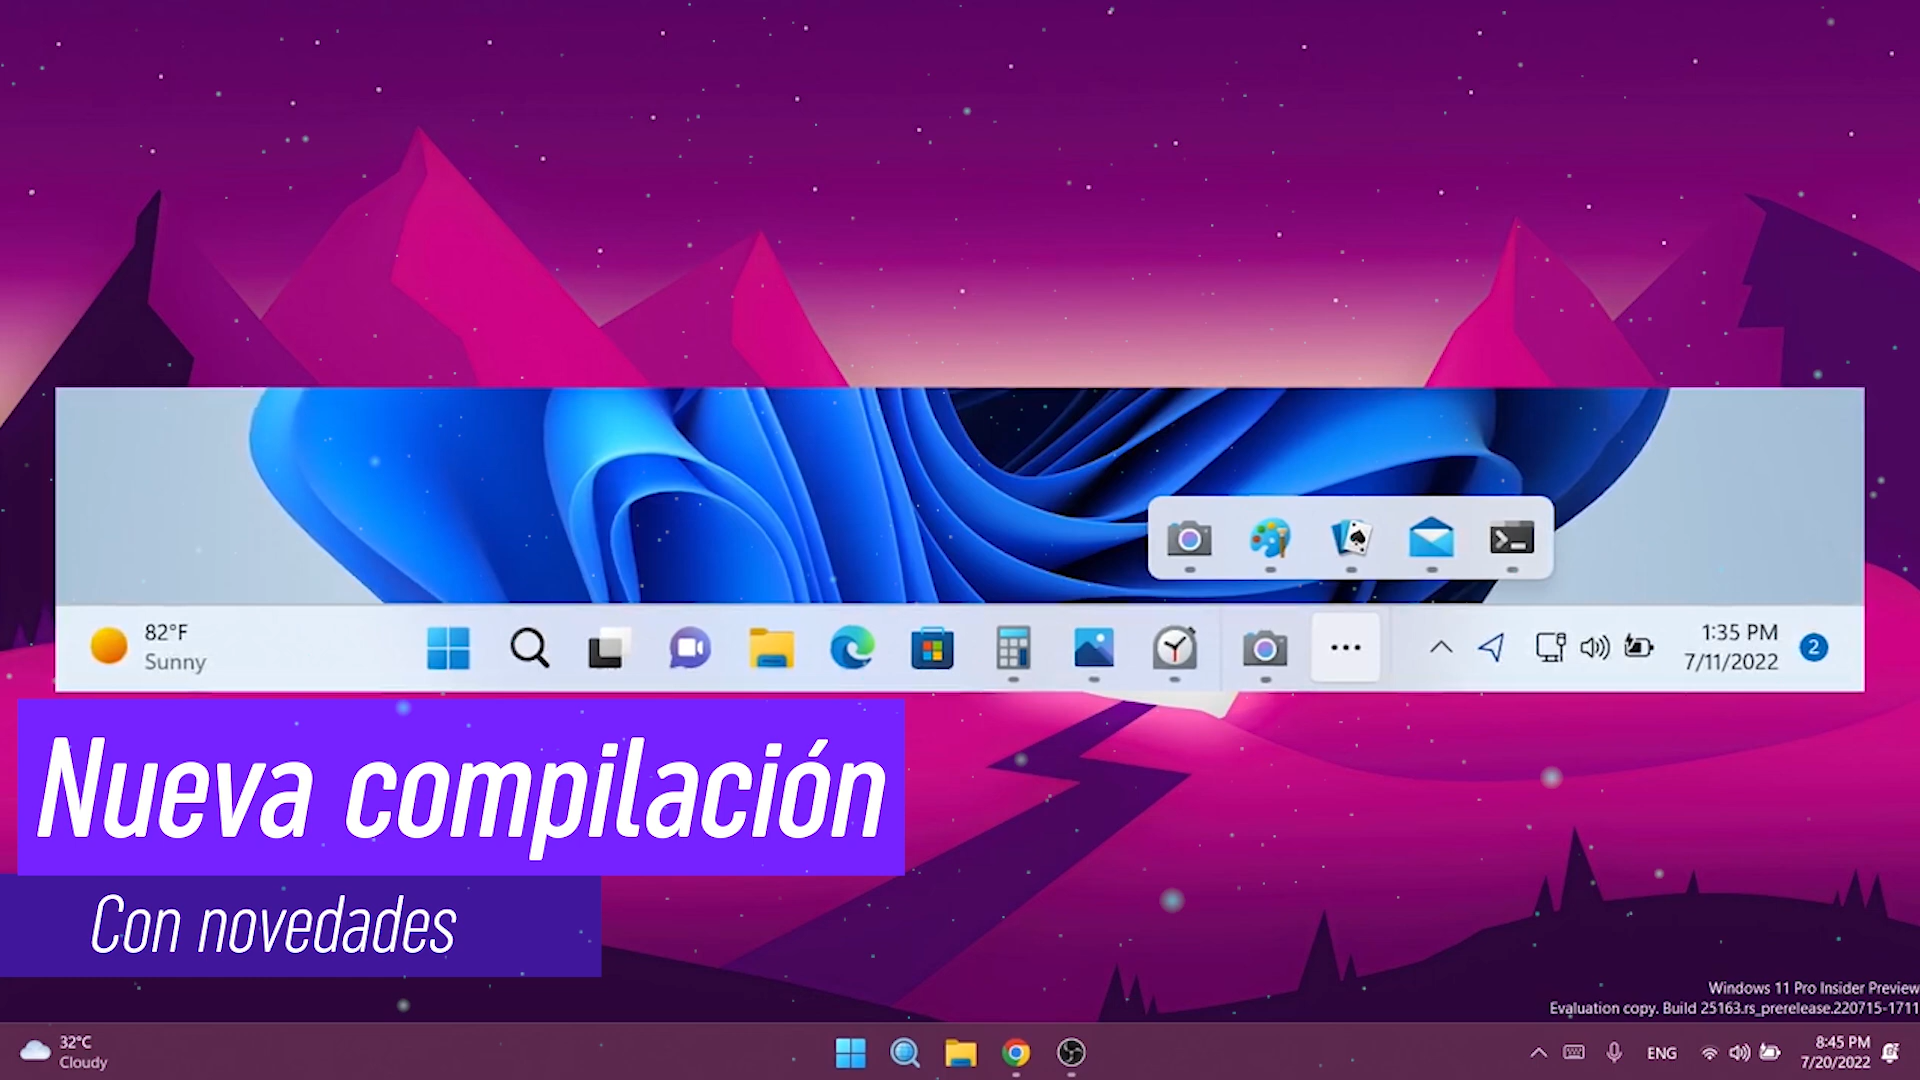 82°F
Sunny
1:35 PM
7/11/2022
2
Nueva compilación
Con novedades
Windows 11 Pro Insider Preview
Evaluation copy. Build 25163.rs_prerelease.220715-1711
32°C
Cloudy
ENG
8:45 PM
7/20/2022